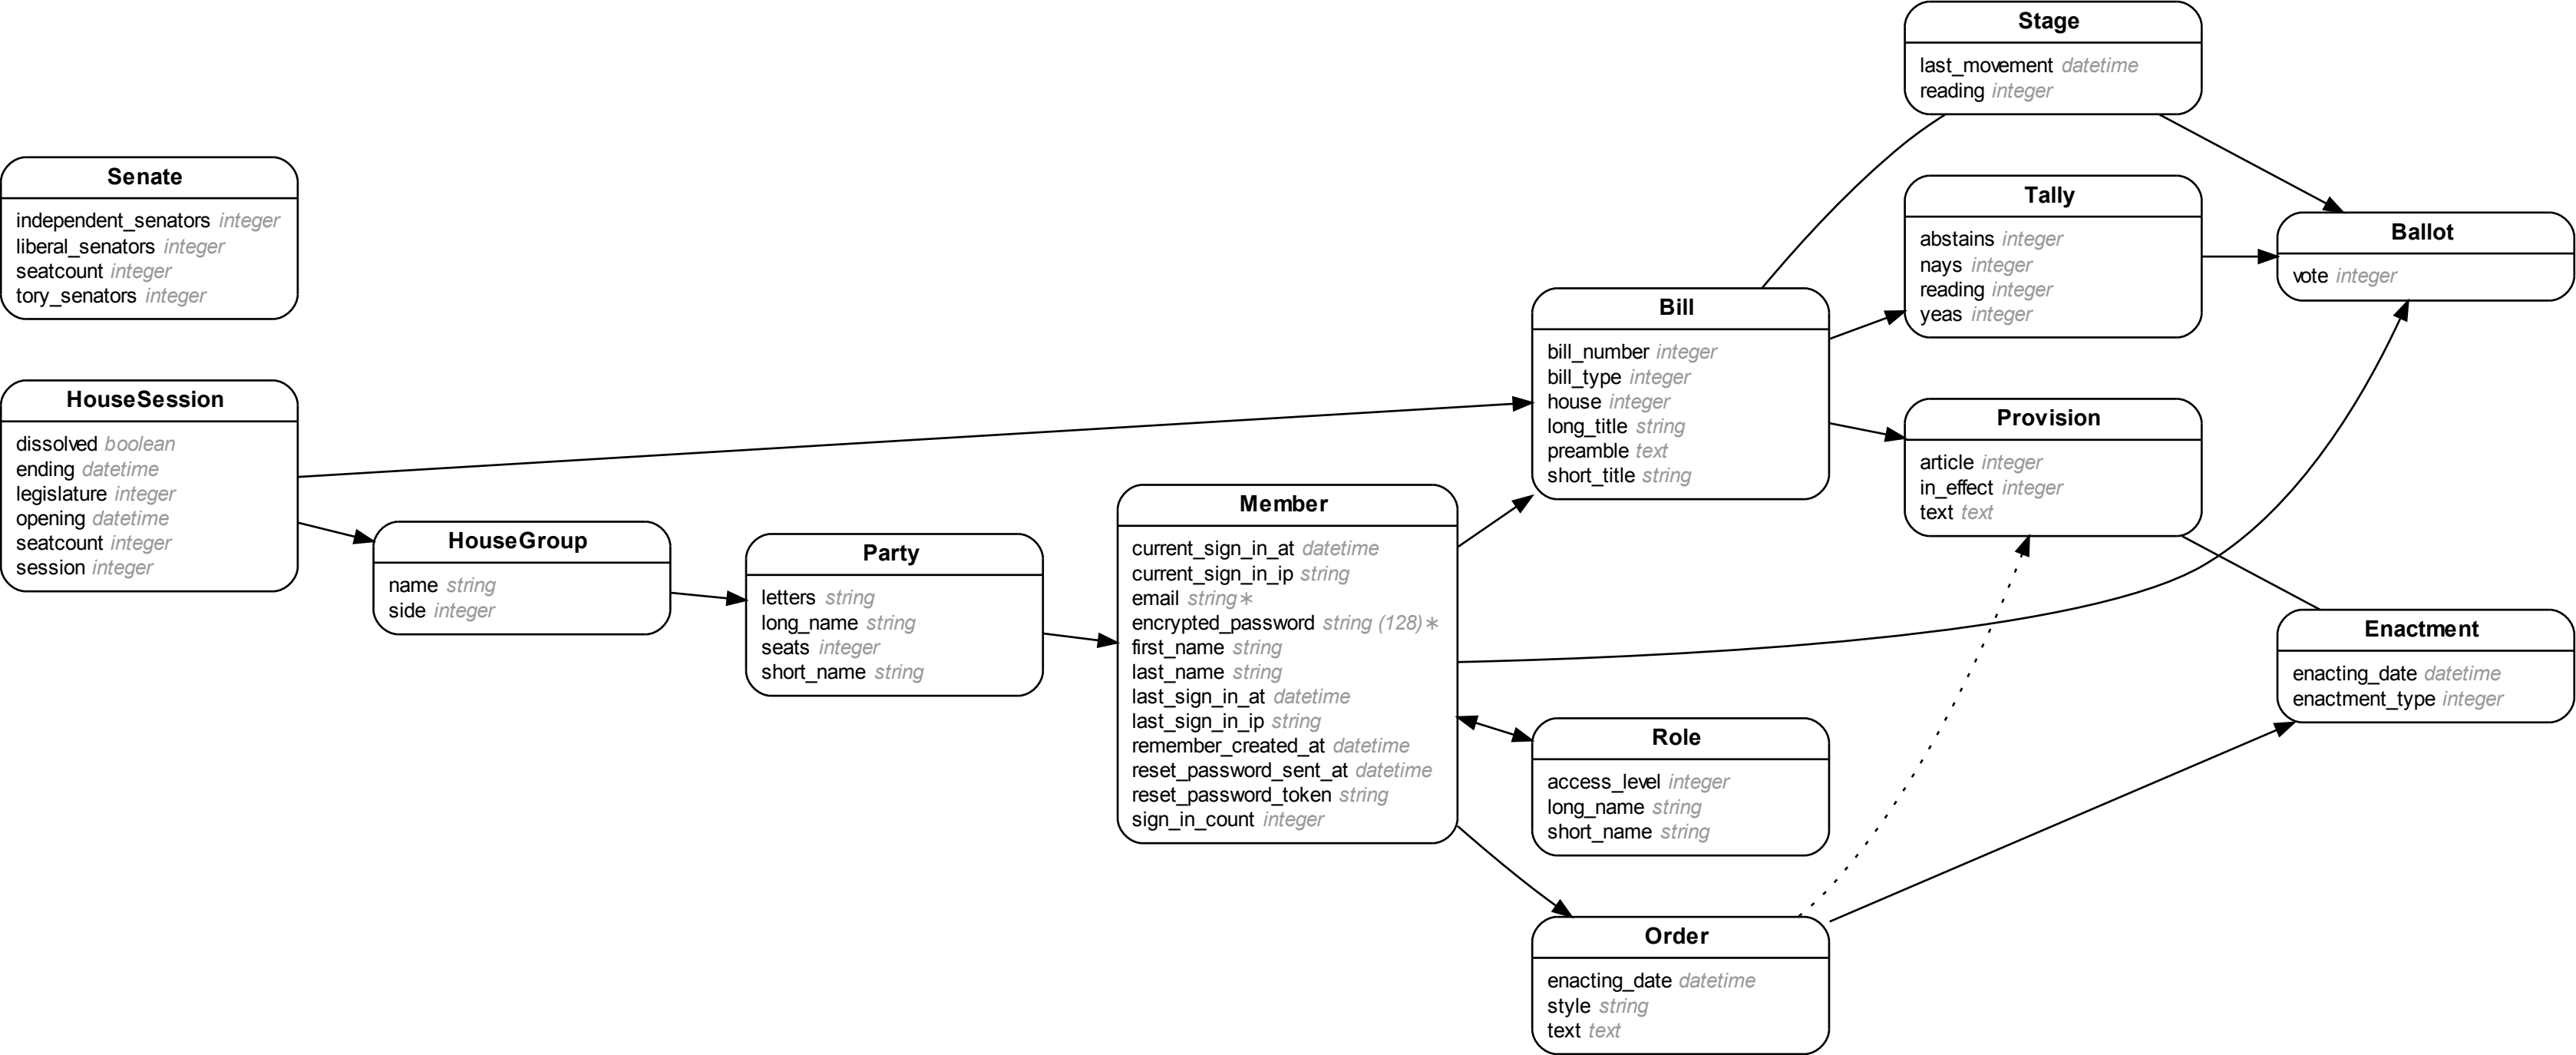 Stage
last_movement datetime
reading integer
Senate
independent_senators integer
liberal_senators integer
seatcount integer
tory_senators integer
Tally
abstains integer
nays integer
reading integer
yeas integer
Ballot
vote integer
Bill
bill_number integer
bill_type integer
house integer
long_title string
preamble text
short_title string
HouseSession
dissolved boolean
ending datetime
legislature integer
opening datetime
seatcount integer
session integer
Provision
article integer
in_effect integer
text text
HouseGroup
name string
side integer
Party
letters string
long_name string
seats integer
short_name string
Member
current_sign_in_at datetime
current_sign_in_ip string
email string∗
encrypted_password string (128)∗
first_name string
last_name string
last_sign_in_at datetime
last_sign_in_ip string
remember_created_at datetime
reset_password_sent_at datetime
reset_password_token string
sign_in_count integer
Enactment
enacting_date datetime
enactment_type integer
Role
access_level integer
long_name string
short_name string
Order
enacting_date datetime
style string
text text